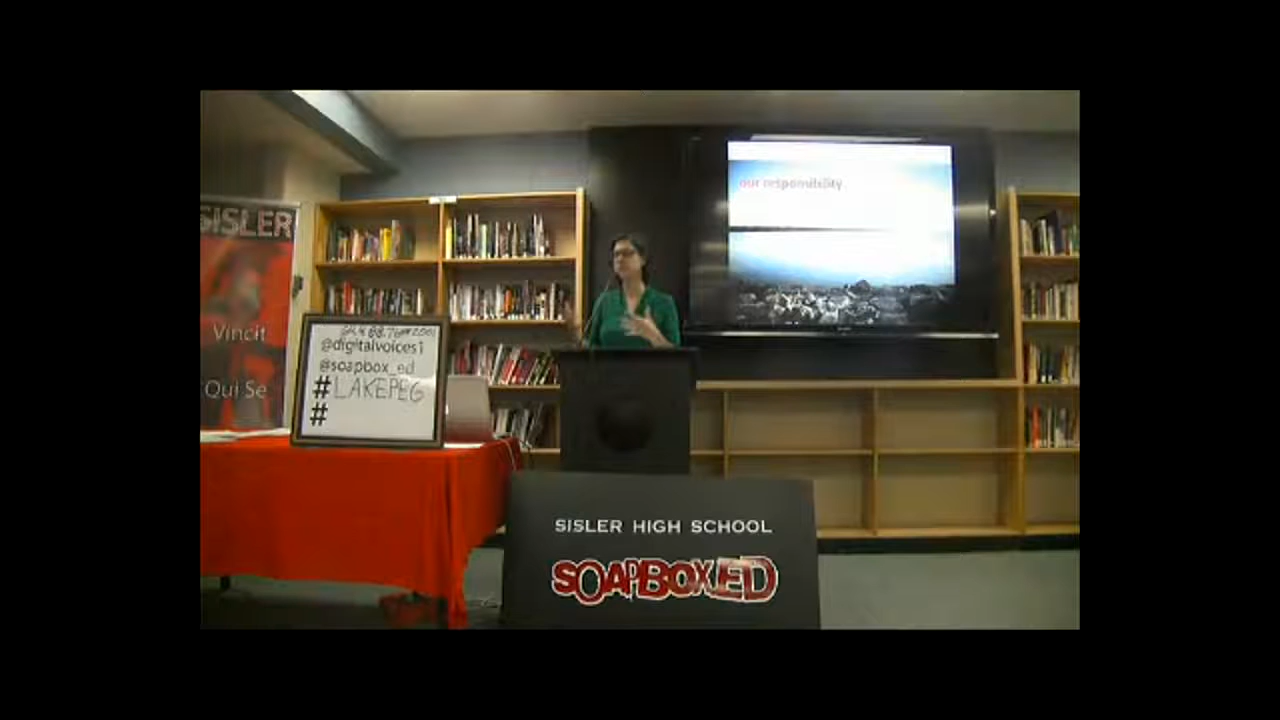 SISLER
Vincit
Qui Se
@digitalvoices1
@soapbox_ed
#LAKEPEG
#
our responsibility
SISLER HIGH SCHOOL
SOAPBOXED